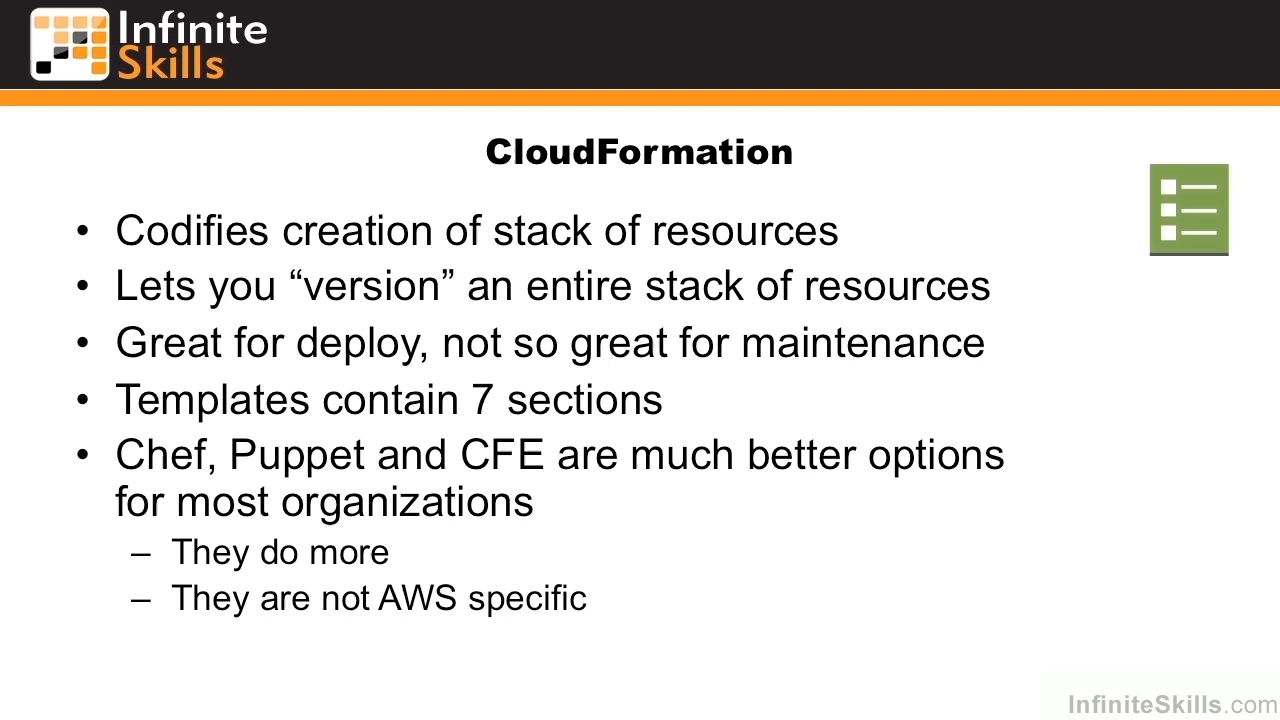 Infinite
Skills
CloudFormation
• Codifies creation of stack of resources
• Lets you “version” an entire stack of resources
• Great for deploy, not so great for maintenance
• Templates contain 7 sections
• Chef, Puppet and CFE are much better options
for most organizations
– They do more
– They are not AWS specific
InfiniteSkills.com